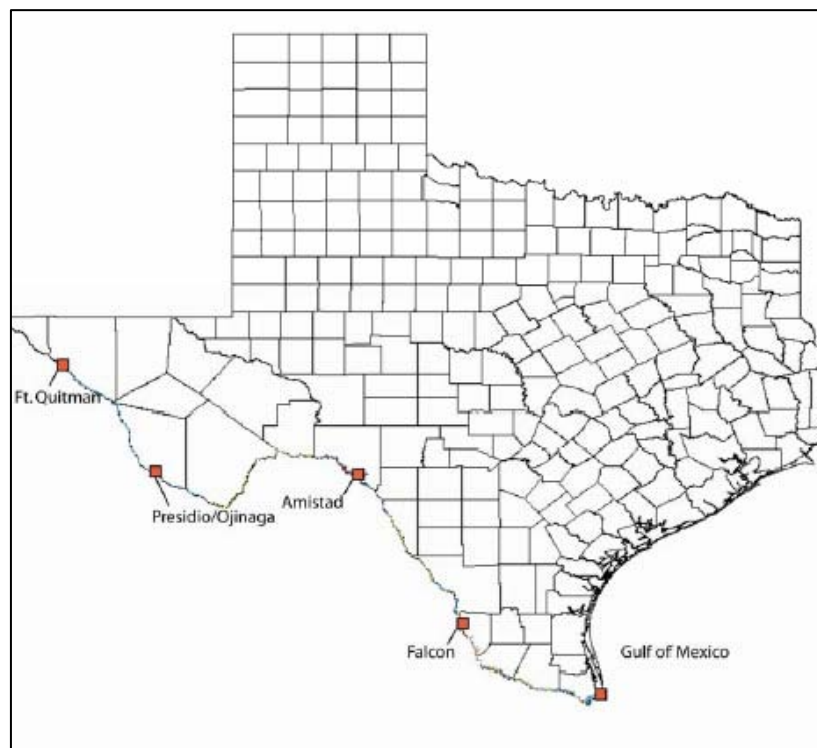 Ft. Quitman
Presidio/Ojinaga
Amistad
Falcon
Gulf of Mexico